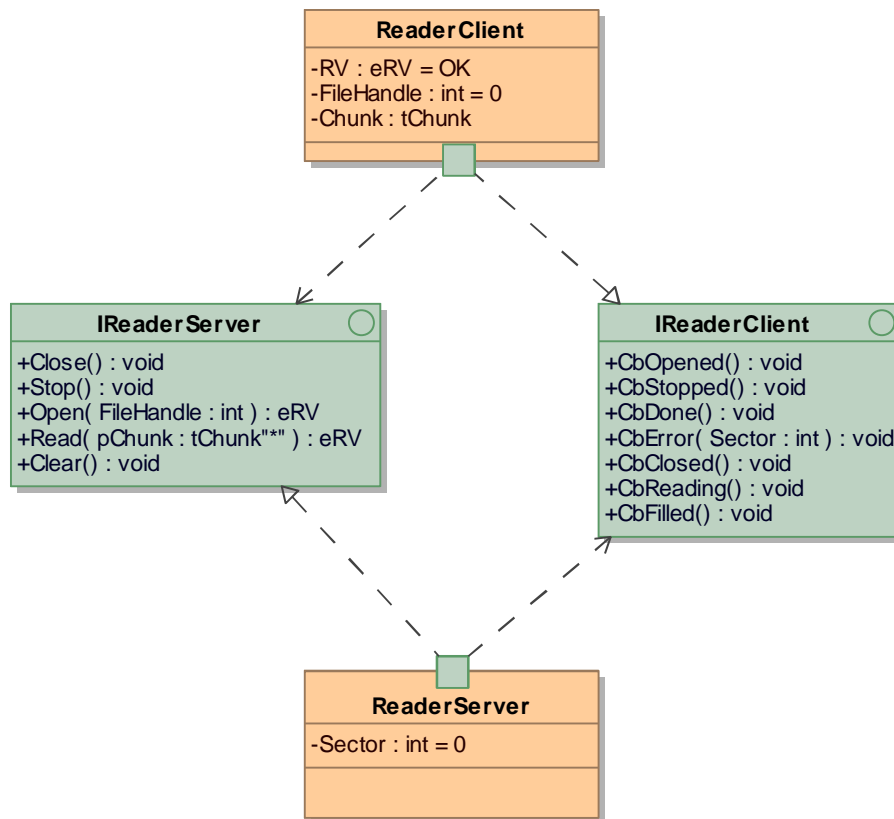 ReaderClient
-RV : eRV = OK
-FileHandle : int = 0
-Chunk : tChunk
IReaderServer
+Close() : void
+Stop() : void
+Open( FileHandle : int ) : eRV
+Read( pChunk : tChunk"*" ) : eRV
+Clear() : void
IReaderClient
+CbOpened() : void
+CbStopped() : void
+CbDone() : void
+CbError( Sector : int ) : void
+CbClosed() : void
+CbReading() : void
+CbFilled() : void
ReaderServer
-Sector : int = 0